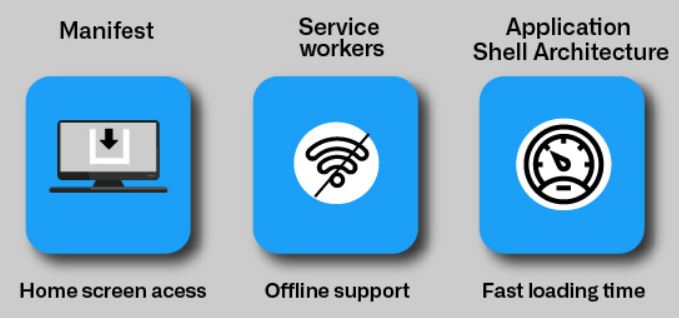 Manifest
Service
workers
Application
Shell Architecture
Home screen acess
Offline support
Fast loading time